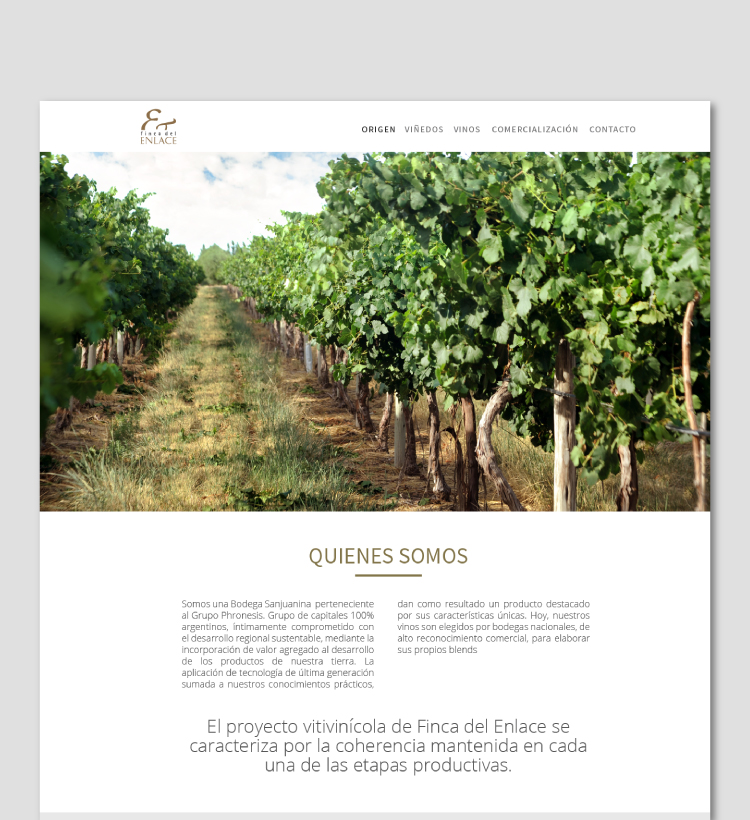 finca del
ENLACE
ORIGEN VIÑEDOS VINOS COMERCIALIZACIÓN CONTACTO
QUIENES SOMOS
Somos una Bodega Sanjuanina perteneciente
al Grupo Phronesis. Grupo de capitales 100%
argentinos, íntimamente comprometido con
el desarrollo regional sustentable, mediante la
incorporación de valor agregado al desarrollo
de los productos de nuestra tierra. La
aplicación de tecnología de última generación
sumada a nuestros conocimientos prácticos,
dan como resultado un producto destacado
por sus características únicas. Hoy, nuestros
vinos son elegidos por bodegas nacionales, de
alto reconocimiento comercial, para elaborar
sus propios blends
El proyecto vitivinícola de Finca del Enlace se
caracteriza por la coherencia mantenida en cada
una de las etapas productivas.